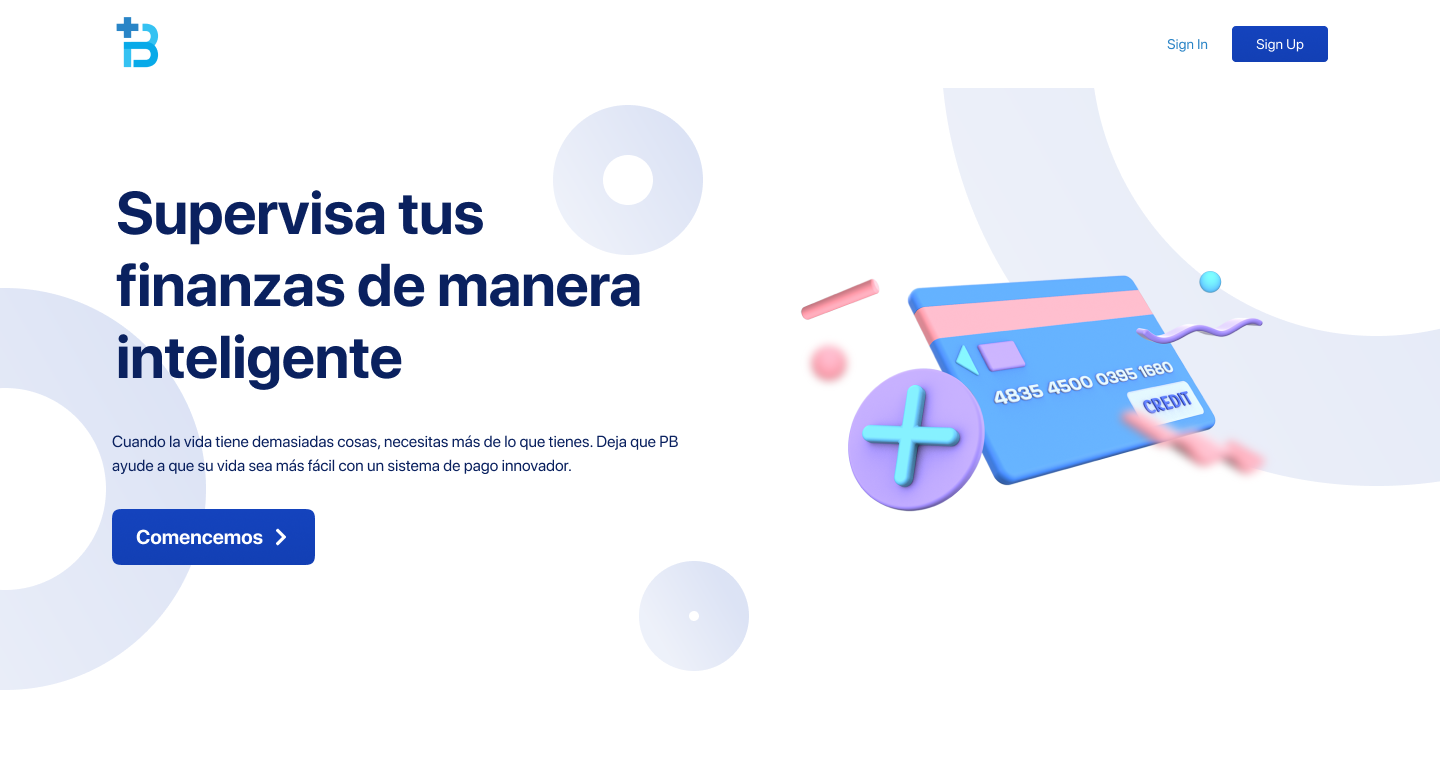 Sign In
Sign Up
Supervisa tus
finanzas de manera
inteligente
4835 4500 0395 1680
CREDIT
Cuando la vida tiene demasiadas cosas, necesitas más de lo que tienes. Deja que PB
ayude a que su vida sea más fácil con un sistema de pago innovador.
Comencemos